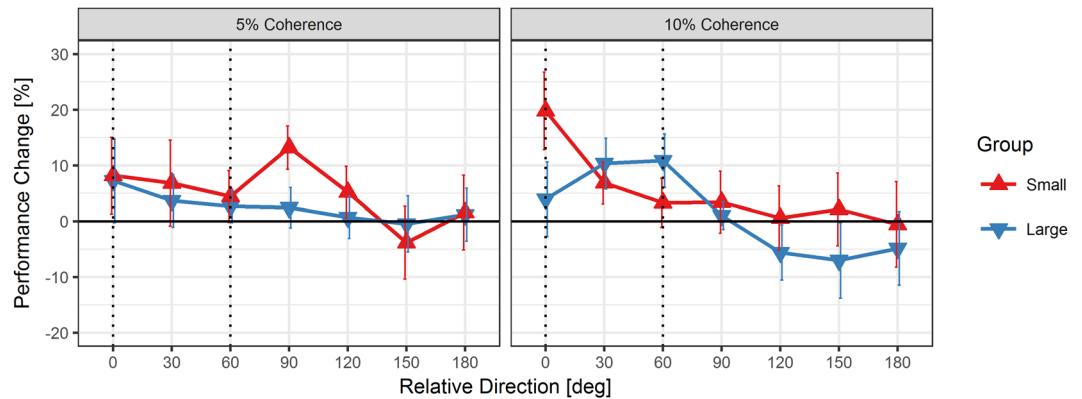 5% Coherence
10% Coherence
Performance Change [%]
30
20
10
0
-10
-20
0 30 60 90 120 150 180
0 30 60 90 120 150 180
Relative Direction [deg]
Group
Small
Large